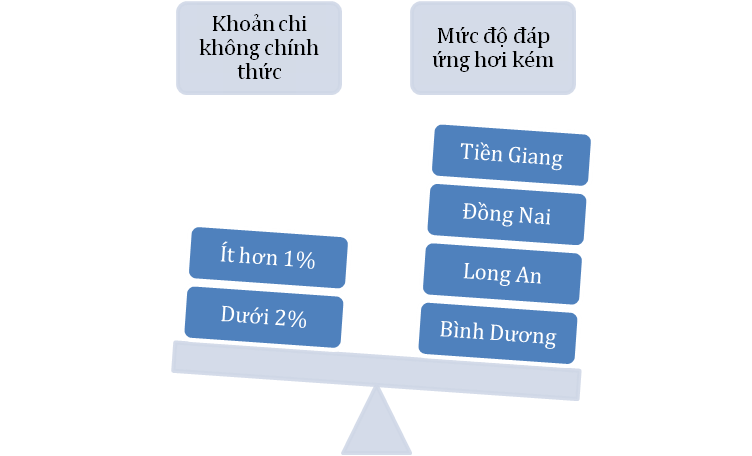 Khoản chi
không chính
thức
Mức độ đáp
ứng hơi kém
Tiền Giang
Đồng Nai
Ít hơn 1%
Long An
Dưới 2%
Bình Dương